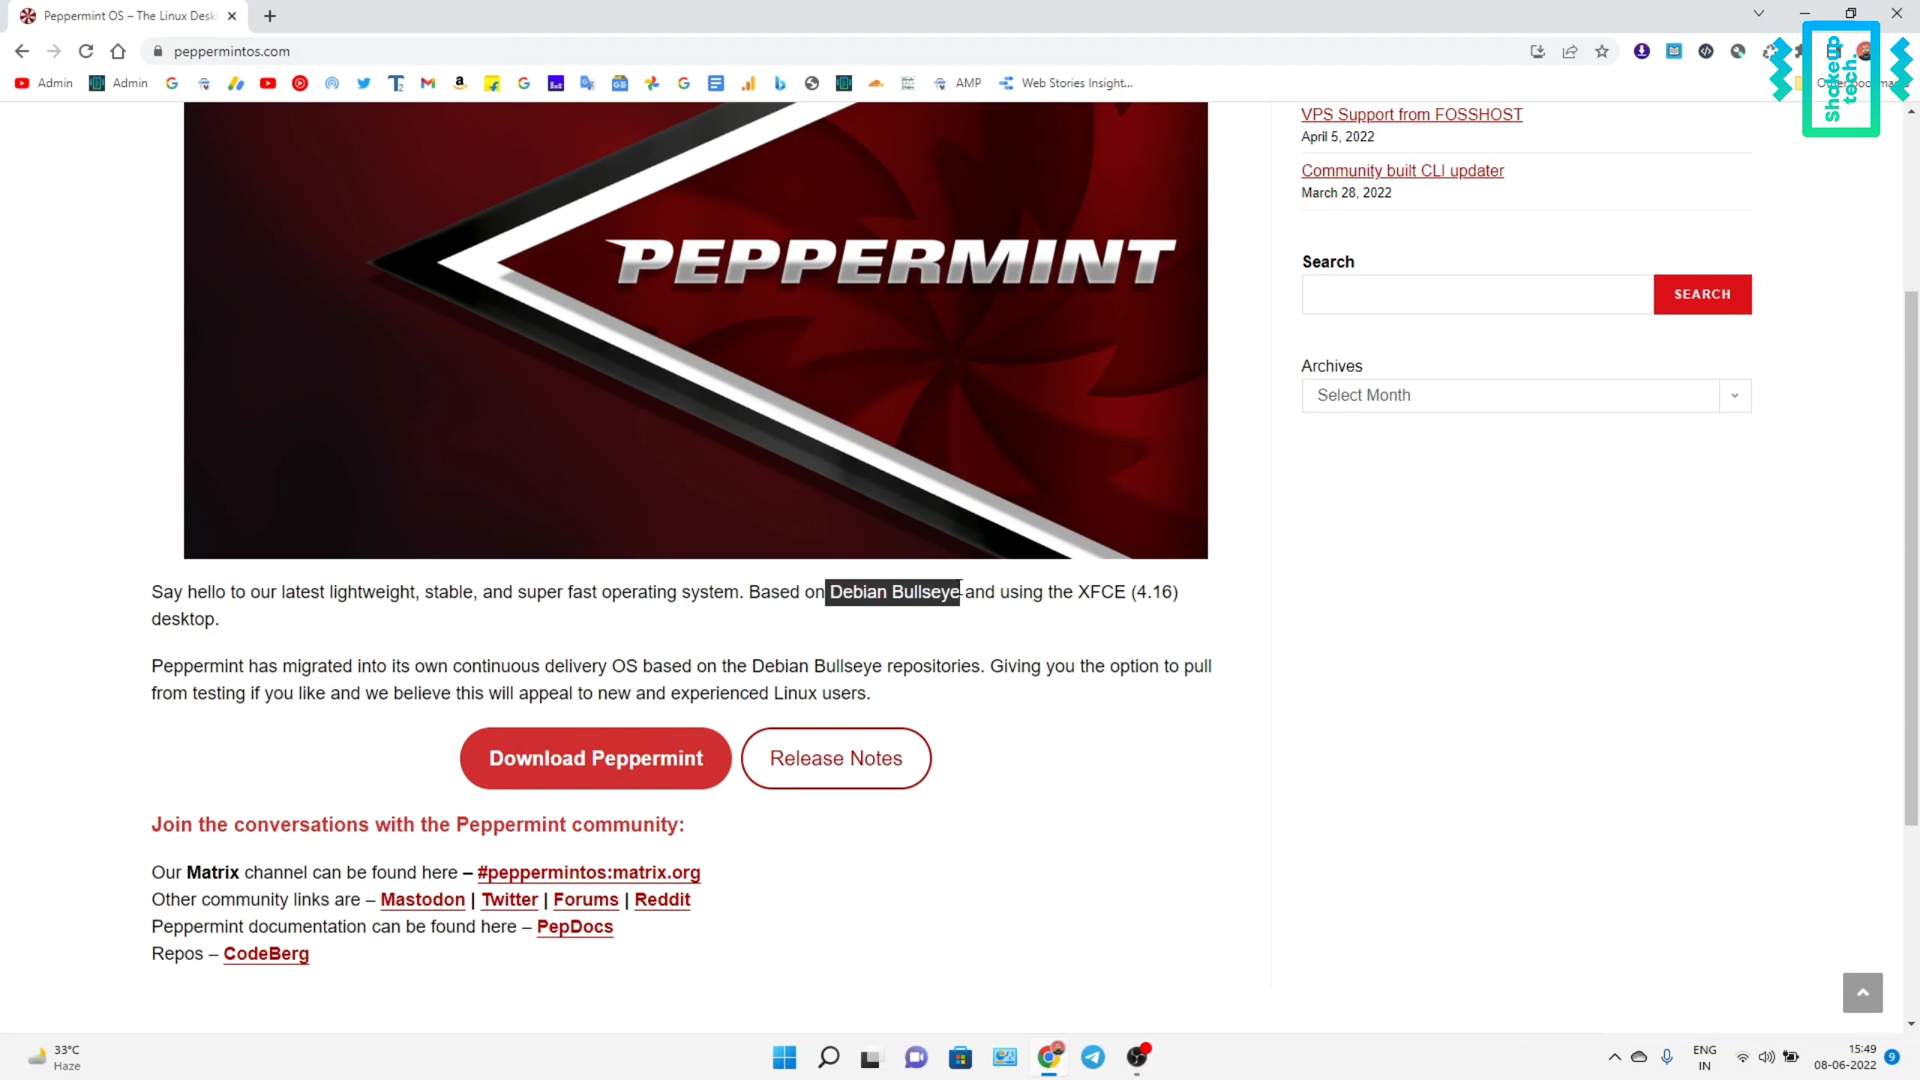 Peppermint OS – The Linux Desk
peppermintos.com
Admin
Admin
AMP
Web Stories Insight...
Shakeup
tech.
PEPPERMINT
VPS Support from FOSSHOST
April 5, 2022
Community built CLI updater
March 28, 2022
Search
SEARCH
Archives
Select Month
Say hello to our latest lightweight, stable, and super fast operating system. Based on Debian Bullseye and using the XFCE (4.16)
desktop.
Peppermint has migrated into its own continuous delivery OS based on the Debian Bullseye repositories. Giving you the option to pull
from testing if you like and we believe this will appeal to new and experienced Linux users.
Download Peppermint
Release Notes
Join the conversations with the Peppermint community:
Our Matrix channel can be found here – #peppermintos:matrix.org
Other community links are – Mastodon | Twitter | Forums | Reddit
Peppermint documentation can be found here – PepDocs
Repos – CodeBerg
33°C
Haze
ENG
IN
15:49
08-06-2022
9